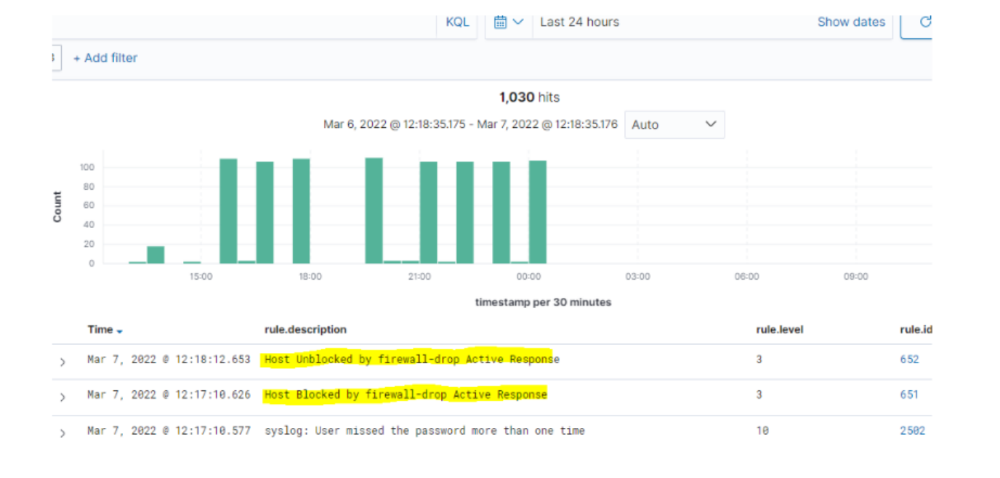 KQL Last 24 hours Show dates
+ Add filter
1,030 hits
Mar 6, 2022 @ 12:18:35.175 - Mar 7, 2022 @ 12:18:35.176 Auto
Count
100
80
60
40
20
0
15:00 18:00 21:00 00:00 03:00 06:00 09:00
timestamp per 30 minutes
Time rule.description rule.level rule.id
Mar 7, 2022 @ 12:18:12.653 Host Unblocked by firewall-drop Active Response 3 652
Mar 7, 2022 @ 12:17:10.626 Host Blocked by firewall-drop Active Response 3 651
Mar 7, 2022 @ 12:17:10.577 syslog: User missed the password more than one time 10 2502